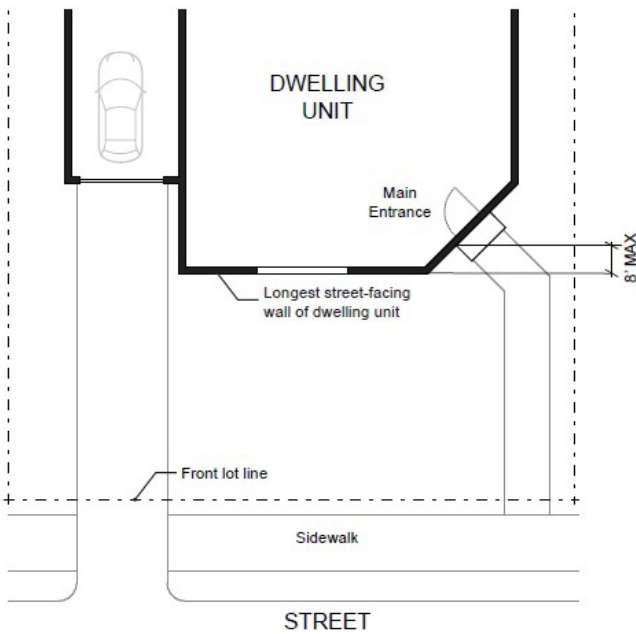 DWELLING
UNIT
Main
Entrance
8' MAX
Longest street-facing
wall of dwelling unit
Front lot line
Sidewalk
STREET